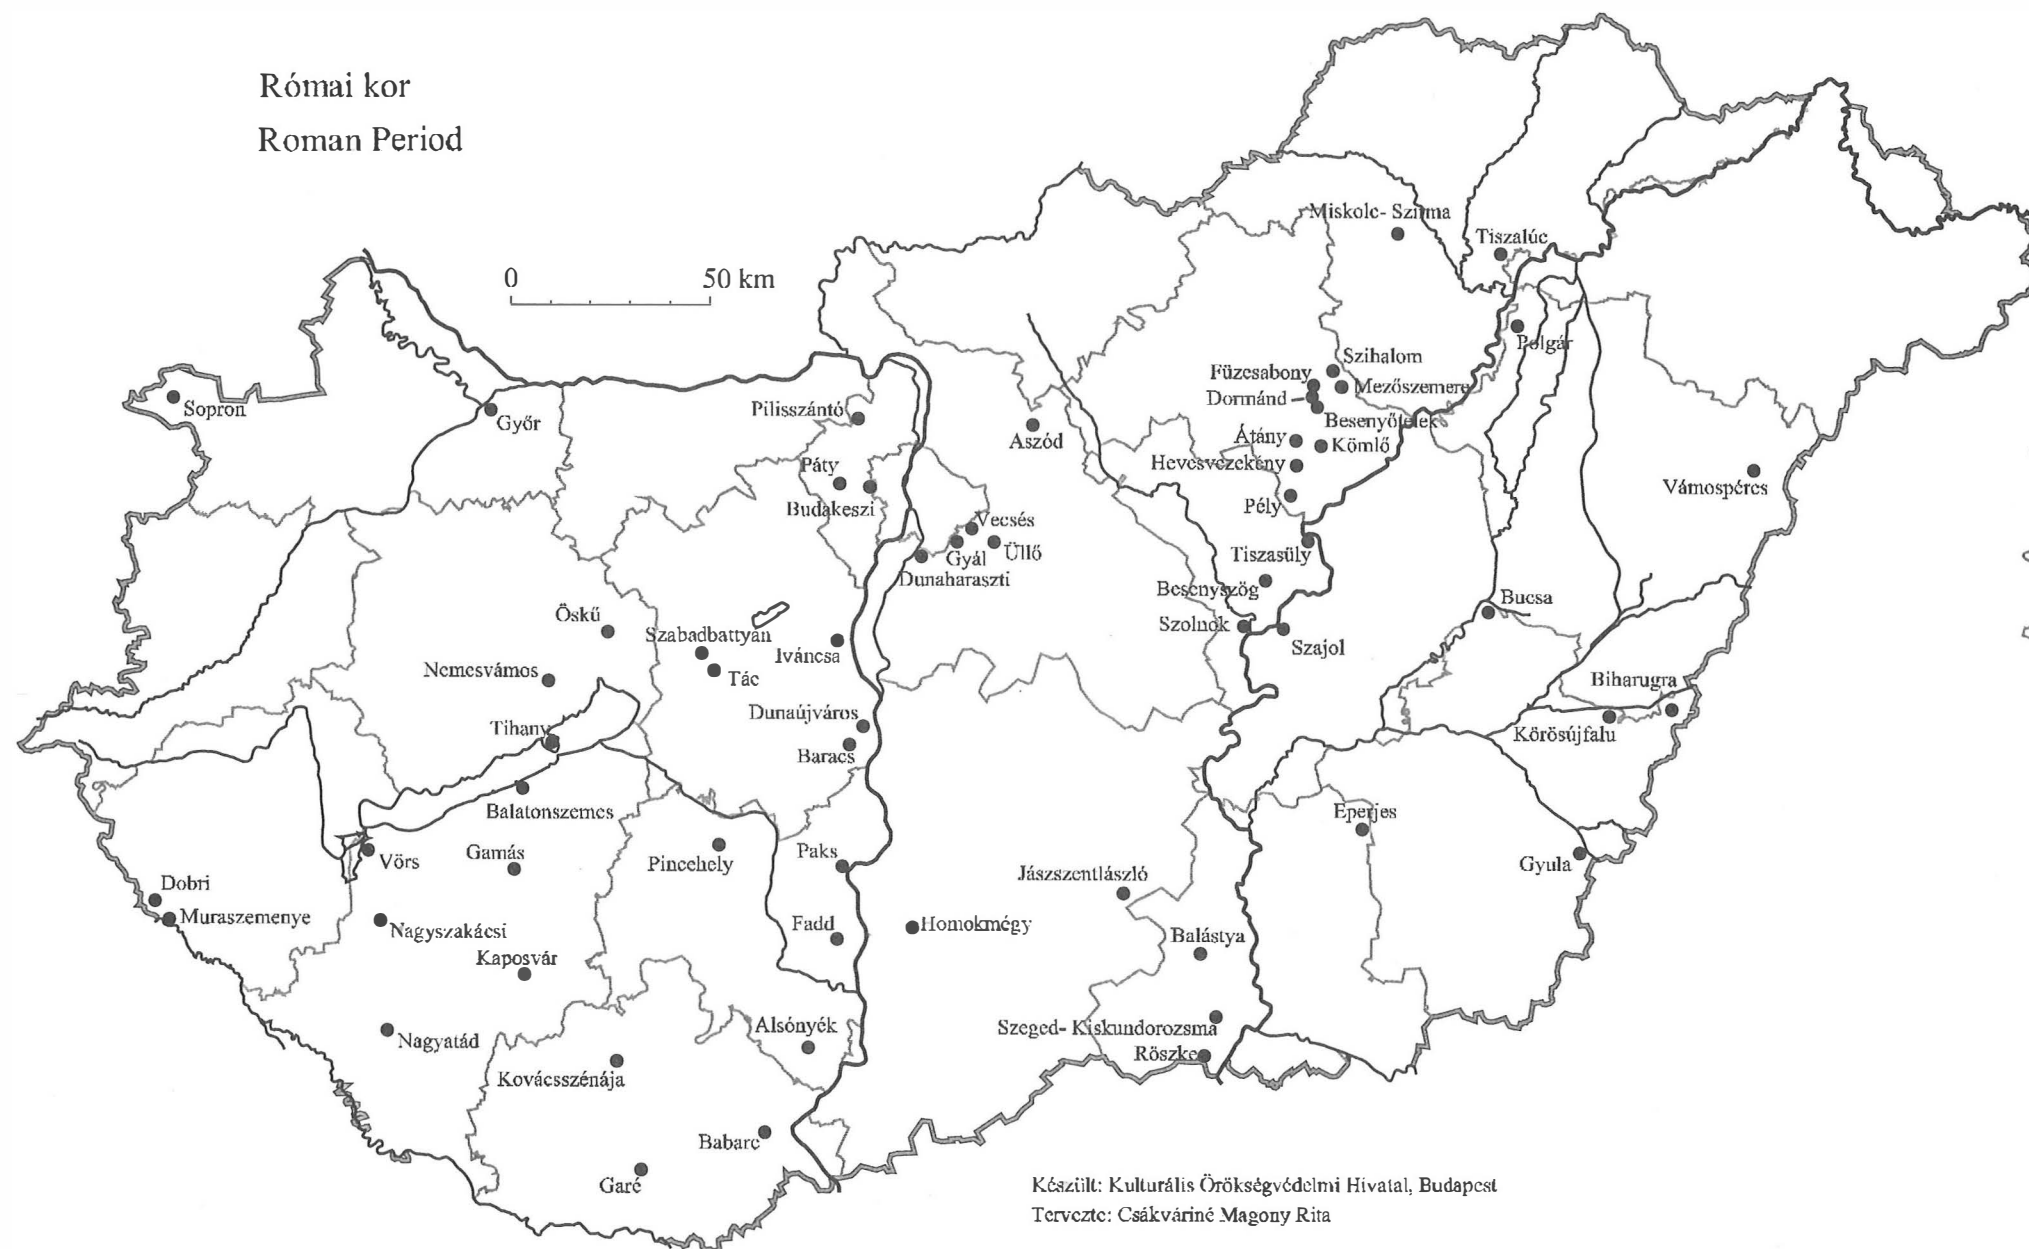 Római kor
Roman Period
0 50 km
Miskolc- Szirma
Tiszalúc
Polgár
Szihalom
Füzesabony
Mezőszemere
Dormánd
Besenyőtelek
Sopron
Győr
Pilisszántó
Aszód
Átány
Kömlő
Hevesvezekény
Páty
Budakeszi
Pély
Vámospércs
Vecsés
Gyál
Üllő
Dunaharaszti
Tiszasüly
Besenyszög
Bucsa
Öskü
Szabadbattyán
Iváncsa
Szolnok
Szajol
Nemesvámos
Tác
Biharugra
Dunaújváros
Tihany
Körösújfalu
Baracs
Balatonszemes
Eperjes
Vörs
Gamás
Pincehely
Paks
Gyula
Jászszentlászló
Dobri
Muraszemenye
Nagyszakácsi
Fadd
Homokmégy
Balástya
Kaposvár
Alsónyék
Szeged- Kiskundorozsma
Nagyatád
Röszke
Kovácsszénája
Babarc
Garé
Készült: Kulturális Örökségvédelmi Hivatal, Budapest
Tervezte: Csákváriné Magony Rita